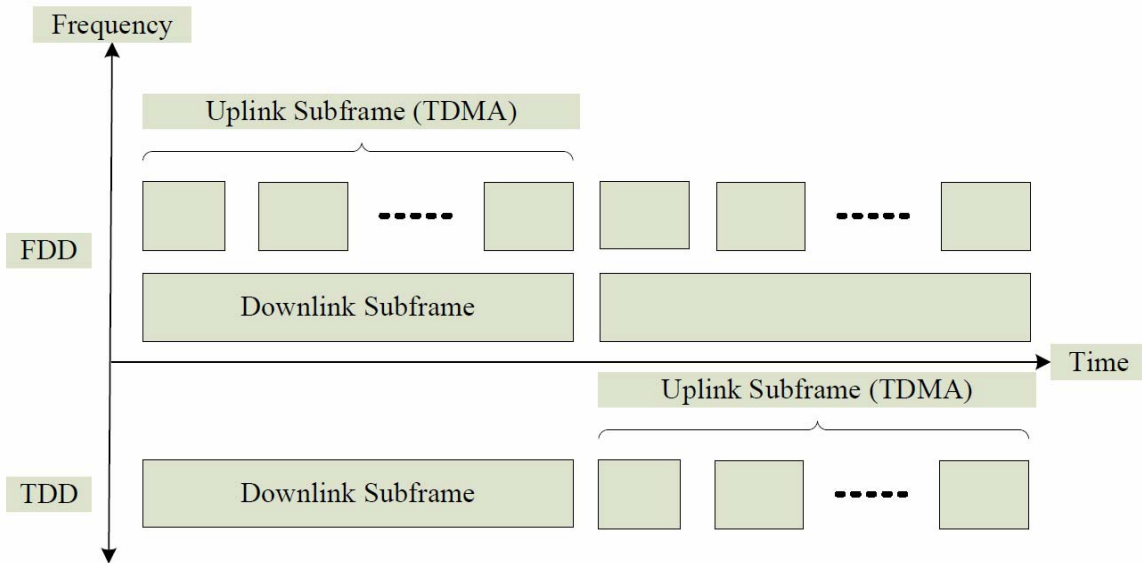 Frequency
Uplink Subframe (TDMA)
FDD
Downlink Subframe
Time
Uplink Subframe (TDMA)
TDD
Downlink Subframe